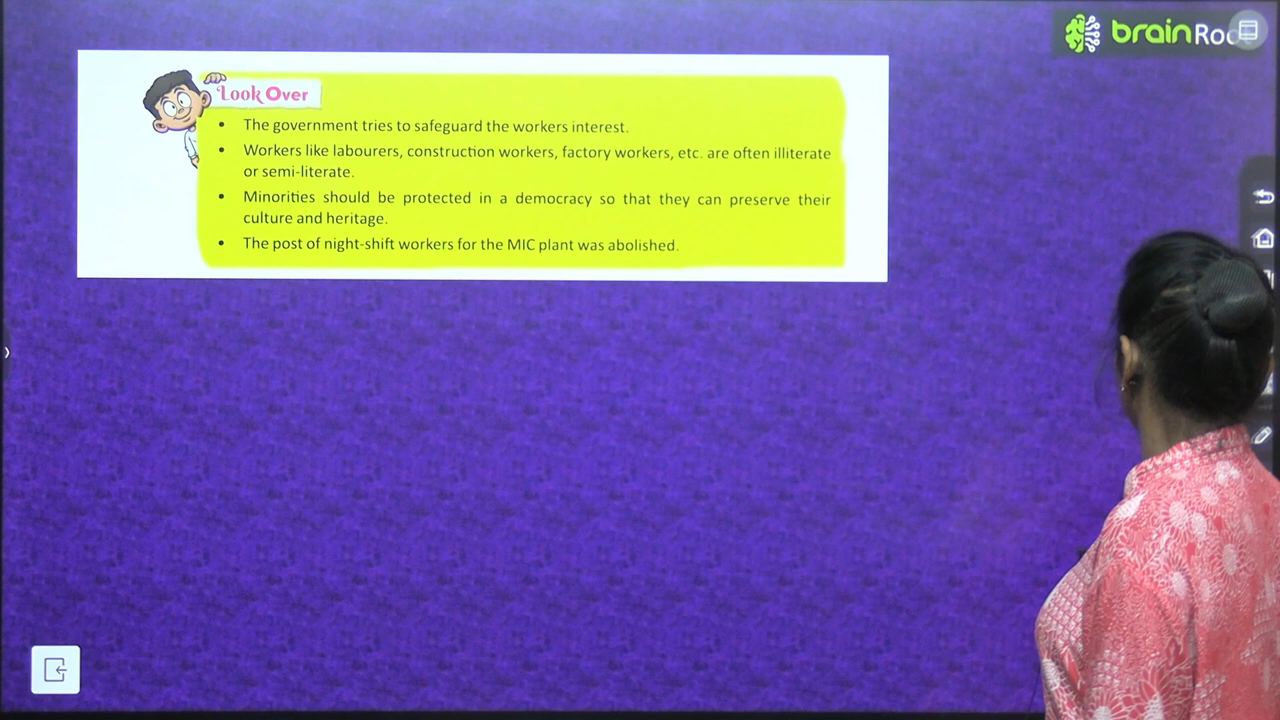 brainRoo
Look Over
• The government tries to safeguard the workers interest.
• Workers like labourers, construction workers, factory workers, etc. are often illiterate
or semi-literate.
• Minorities should be protected in a democracy so that they can preserve their
culture and heritage.
• The post of night-shift workers for the MIC plant was abolished.